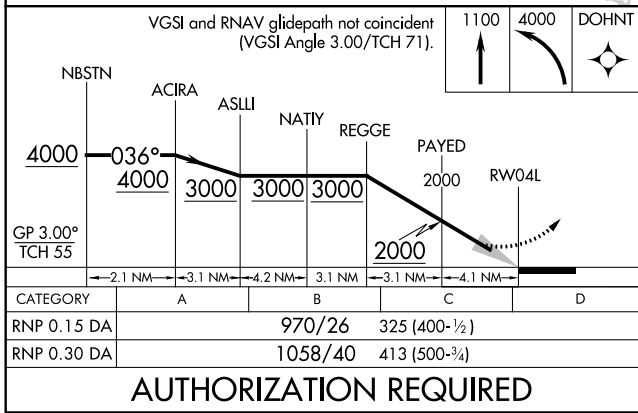 VGSI and RNAV glidepath not coincident
(VGSI Angle 3.00/TCH 71).
1100 4000 DOHNT
NBSTN
ACIRA
ASLLI
NATIY
REGGE
PAYED
2000
RW04L
4000 036°
4000
3000 3000 3000
2000
GP 3.00°
TCH 55
2.1 NM 3.1 NM 4.2 NM 3.1 NM 3.1 NM 4.1 NM
CATEGORY A B C D
RNP 0.15 DA 970/26 325 (400-½)
RNP 0.30 DA 1058/40 413 (500-¾)
AUTHORIZATION REQUIRED